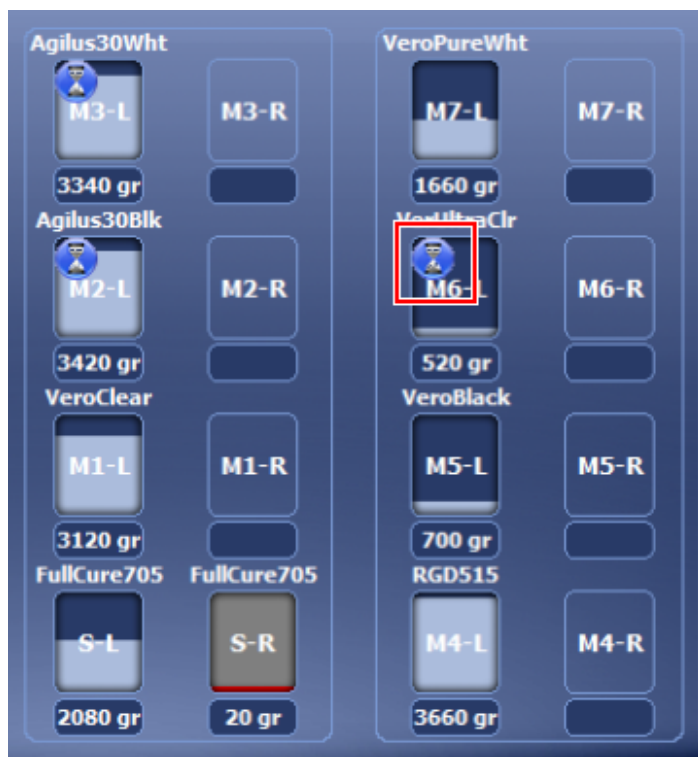 Agilus30Wht
M3-L M3-R
3340 gr
Agilus30Blk
M2-L M2-R
3420 gr
VeroClear
M1-L M1-R
3120 gr
FullCure705 FullCure705
S-L S-R
2080 gr 20 gr
VeroPureWht
M7-L M7-R
1660 gr
VerUltraClr
M6-L M6-R
520 gr
VeroBlack
M5-L M5-R
700 gr
RGD515
M4-L M4-R
3660 gr